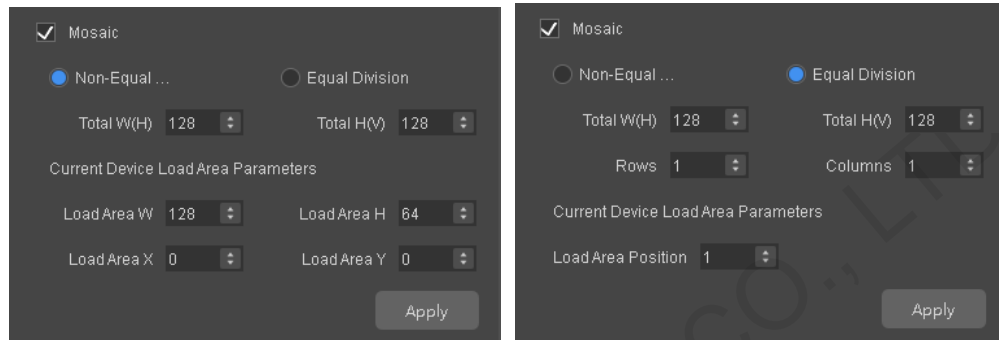 Mosaic
Non-Equal ...
Equal Division
Total W(H) 128
Total H(V) 128
Current Device Load Area Parameters
Load Area W 128
Load Area H 64
Load Area X 0
Load Area Y 0
Apply
Mosaic
Non-Equal ...
Equal Division
Total W(H) 128
Total H(V) 128
Rows 1
Columns 1
Current Device Load Area Parameters
Load Area Position 1
Apply
CO., LTD